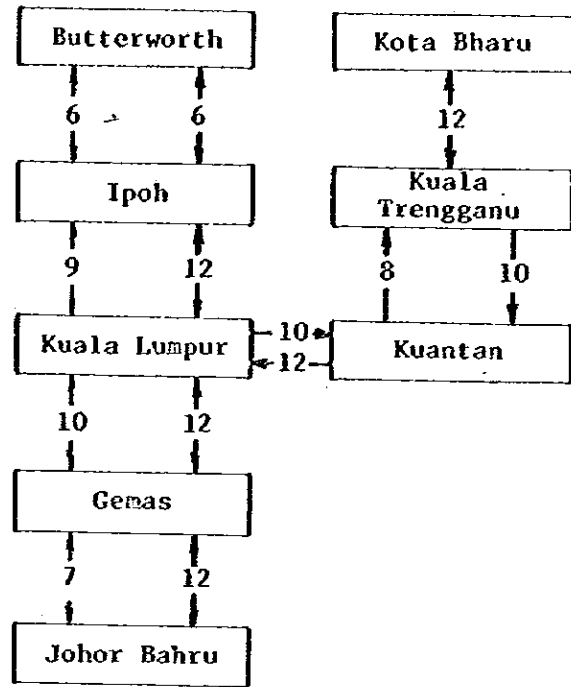 Butterworth
Kota Bharu
6 6
12
Ipoh
Kuala
Trengganu
9 12
8 10
Kuala Lumpur
10
12
Kuantan
10 12
Gemas
7 12
Johor Bahru